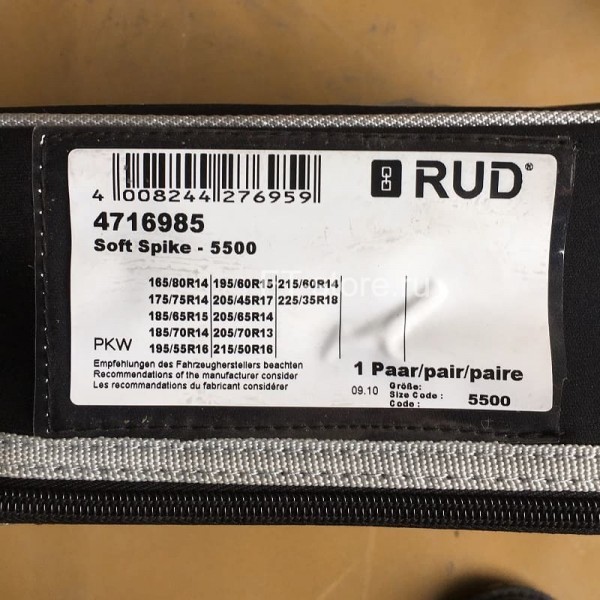 RUD®
4 008244 276959
4716985
Soft Spike - 5500
165/80R14 195/60R15 215/60R14
175/75R14 205/45R17 225/35R18
185/65R15 205/65R14
185/70R14 205/70R13
PKW 195/55R16 215/50R16
Empfehlungen des Fahrzeugherstellers beachten
Recommendations of the manufacturer consider
Les recommandations du fabricant considérer
1 Paar/pair/paire
09.10
Größe:
Size Code :
Code : 5500